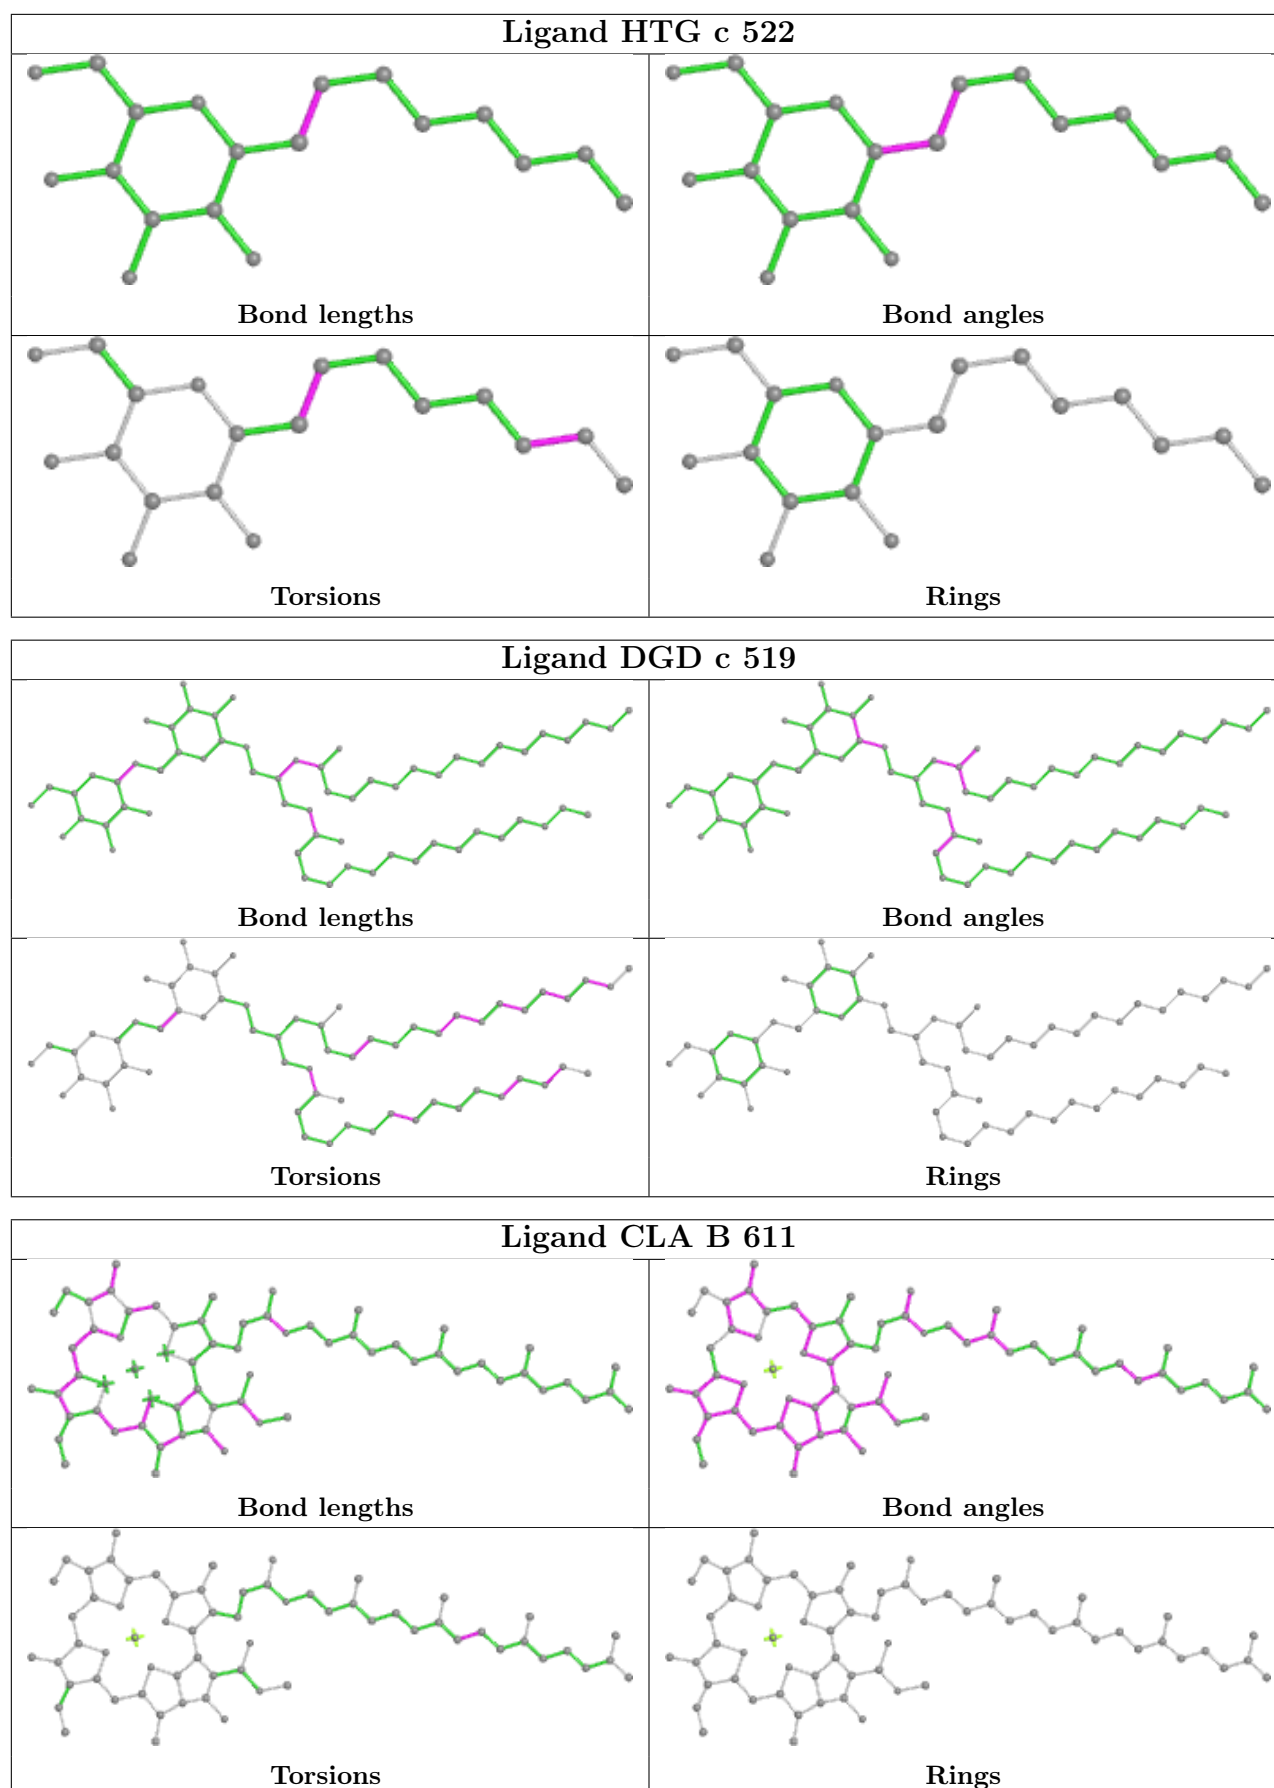 Ligand HTG c 522
Bond lengths
Bond angles
Torsions
Rings
Ligand DGD c 519
Bond lengths
Bond angles
Torsions
Rings
Ligand CLA B 611
Bond lengths
Bond angles
Torsions
Rings